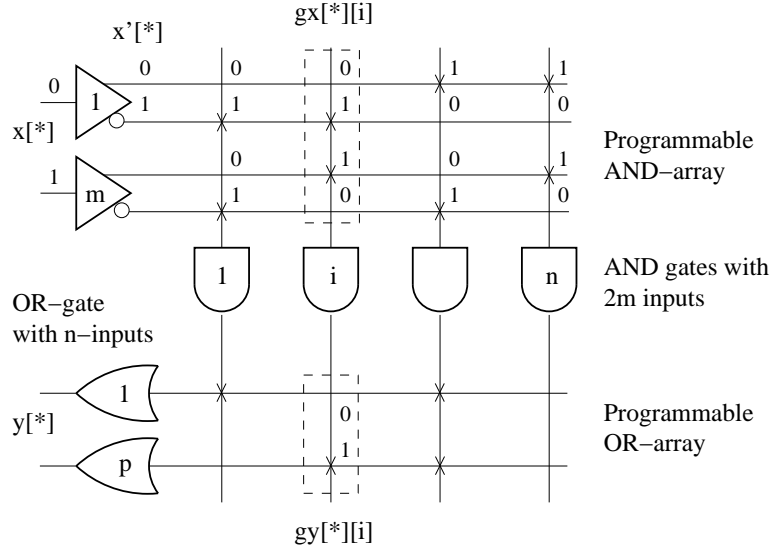 gx[*][i]
x'[*]
0 0 0 1 1
0
1
1 1 1 0 0
x[*]
Programmable
AND−array
0 1 0 1
1
m
1 0 1 0
1 i n
AND gates with
2m inputs
OR−gate
with n−inputs
1
0
y[*]
Programmable
OR−array
1
p
gy[*][i]